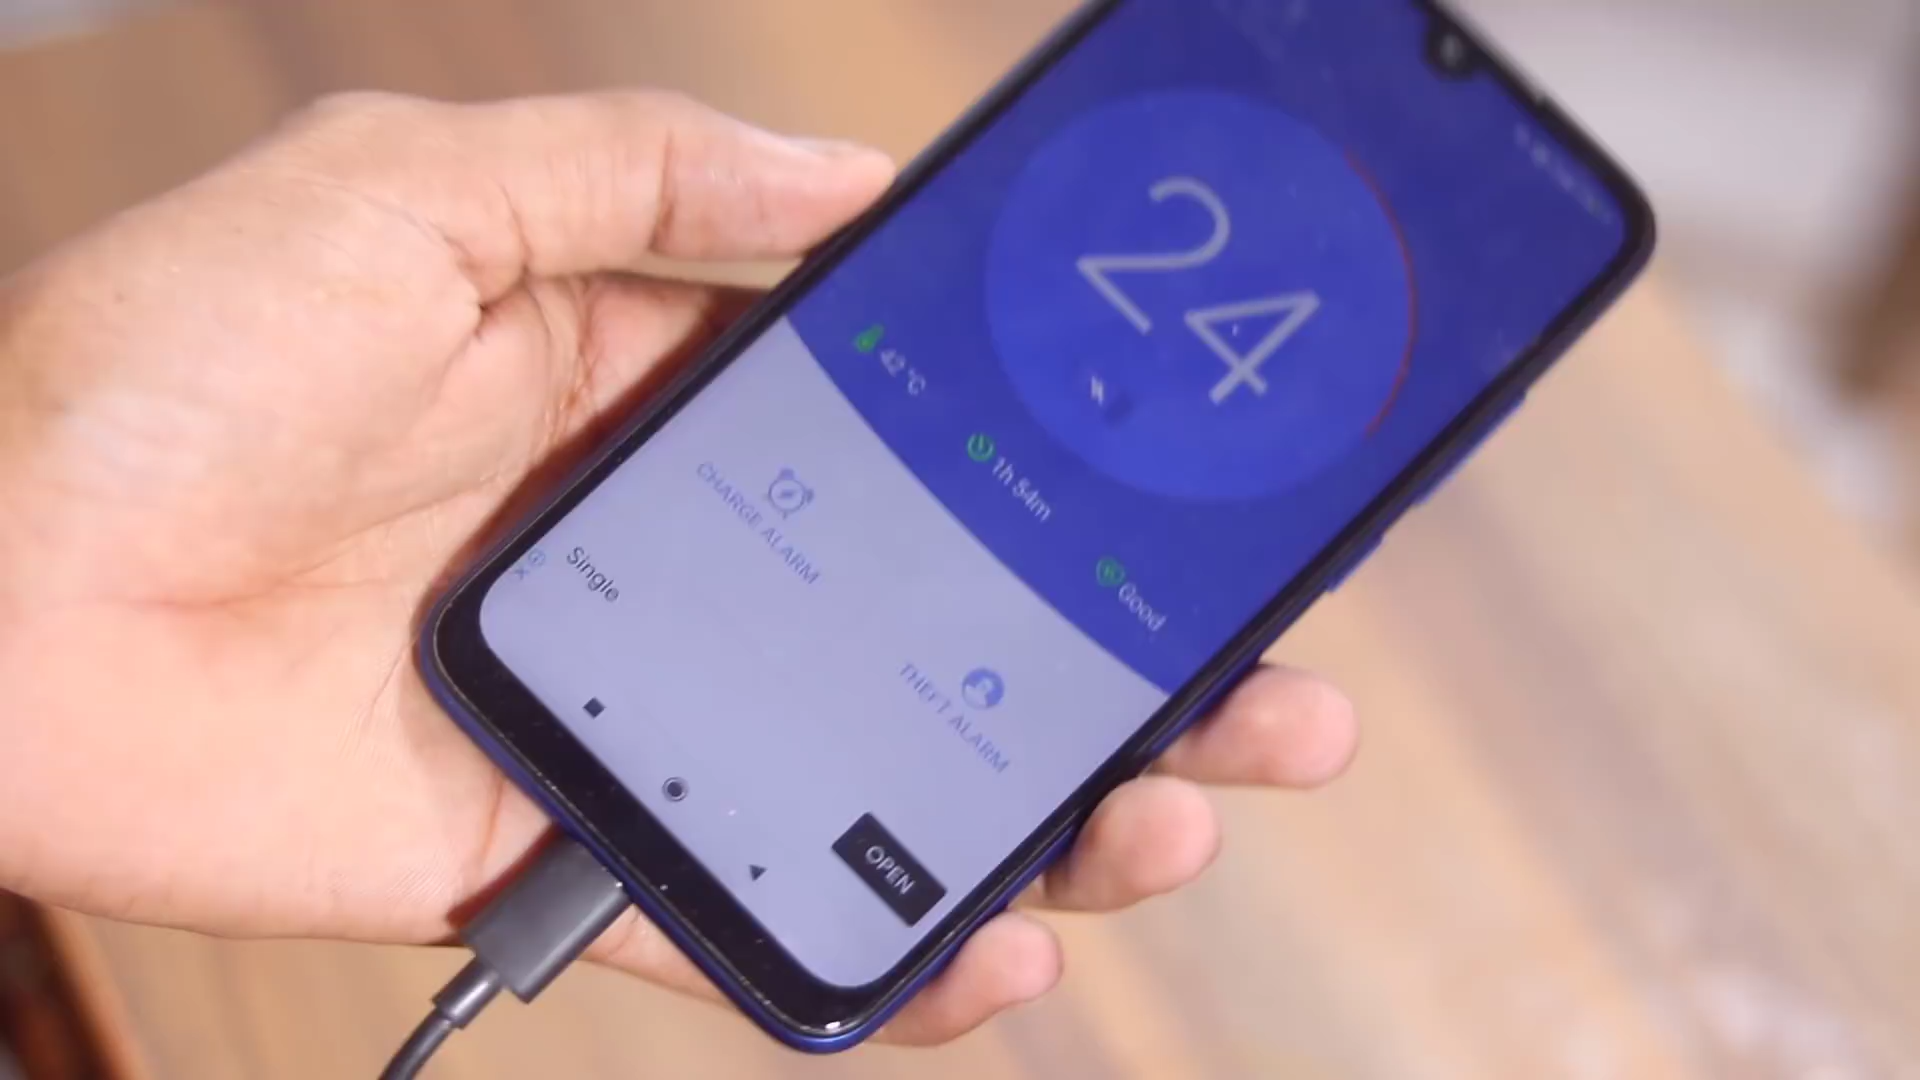 24
42 °C
1h 54m
Good
CHARGE ALARM
THEFT ALARM
Single
OPEN